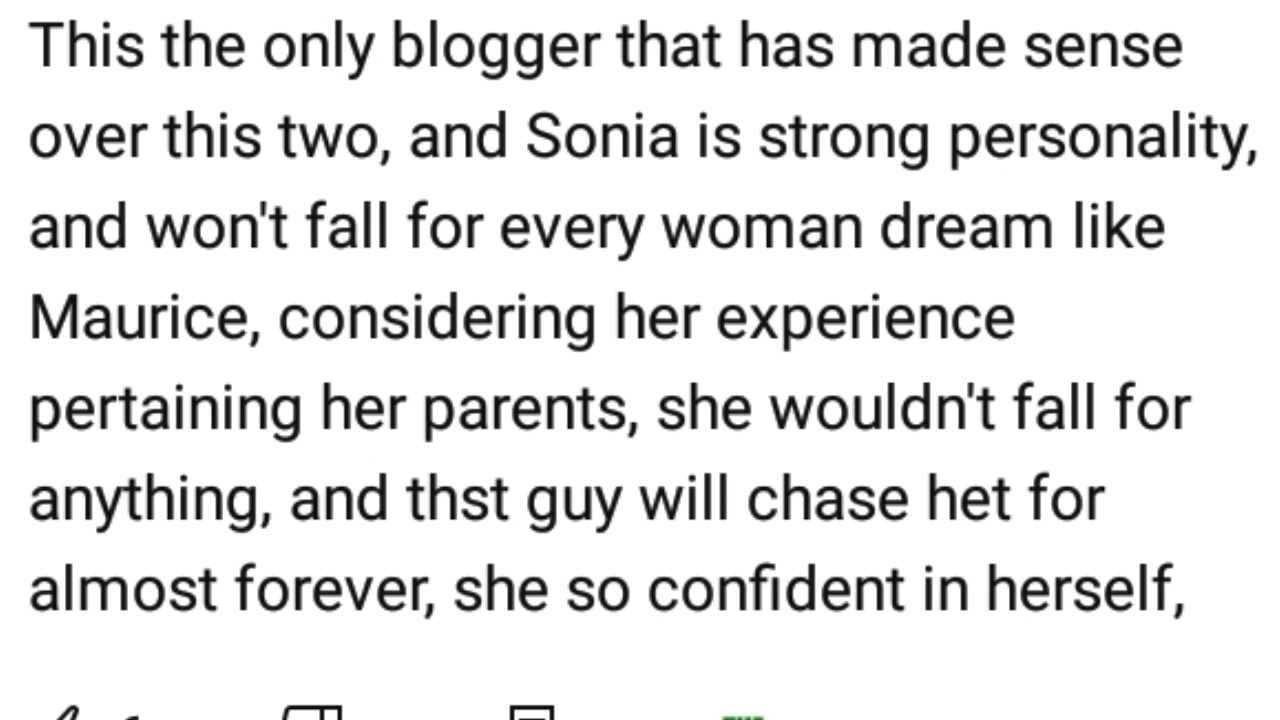 This the only blogger that has made sense
over this two, and Sonia is strong personality,
and won't fall for every woman dream like
Maurice, considering her experience
pertaining her parents, she wouldn't fall for
anything, and thst guy will chase het for
almost forever, she so confident in herself,